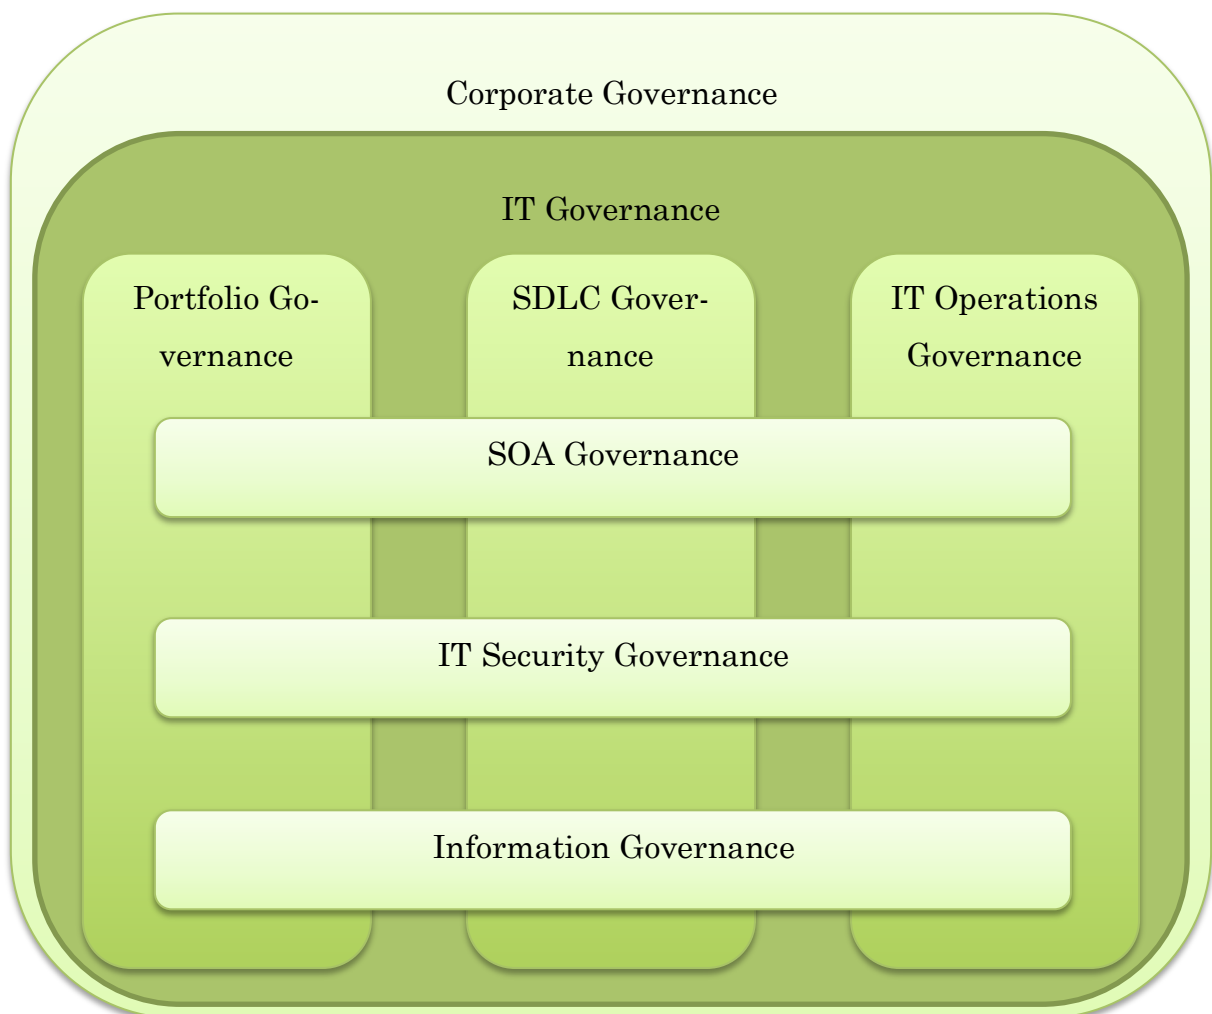 Corporate Governance
IT Governance
Portfolio Go-
vernance
SDLC Gover-
nance
IT Operations
Governance
SOA Governance
IT Security Governance
Information Governance